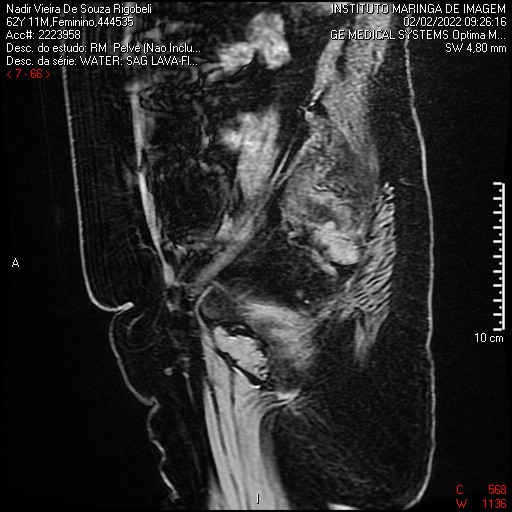 Nadir Vieira De Souza Rigobeli
62Y 11M,Feminino,444535
Acc#: 2223958
Desc. do estudo: RM_Pelve (Nao Inclu...
Desc. da série: WATER: SAG LAVA-Fl...
< 7 - 66 >
INSTITUTO MARINGA DE IMAGEM
02/02/2022 09:26:16
GE MEDICAL SYSTEMS Optima M...
SW 4,80 mm
A
10 cm
I
C 568
W 1136